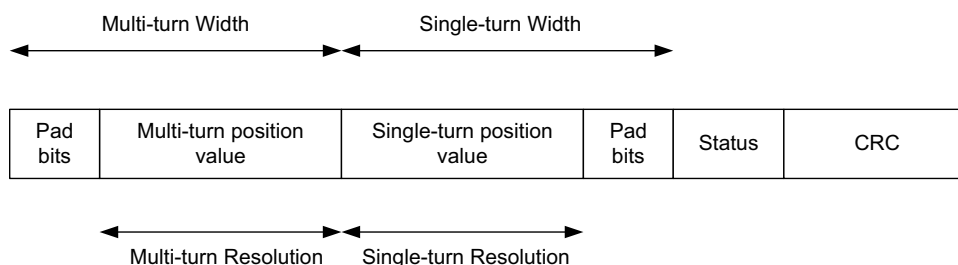 Multi-turn Width Single-turn Width
Pad bits Multi-turn position value Single-turn position value Pad bits Status CRC
Multi-turn Resolution Single-turn Resolution